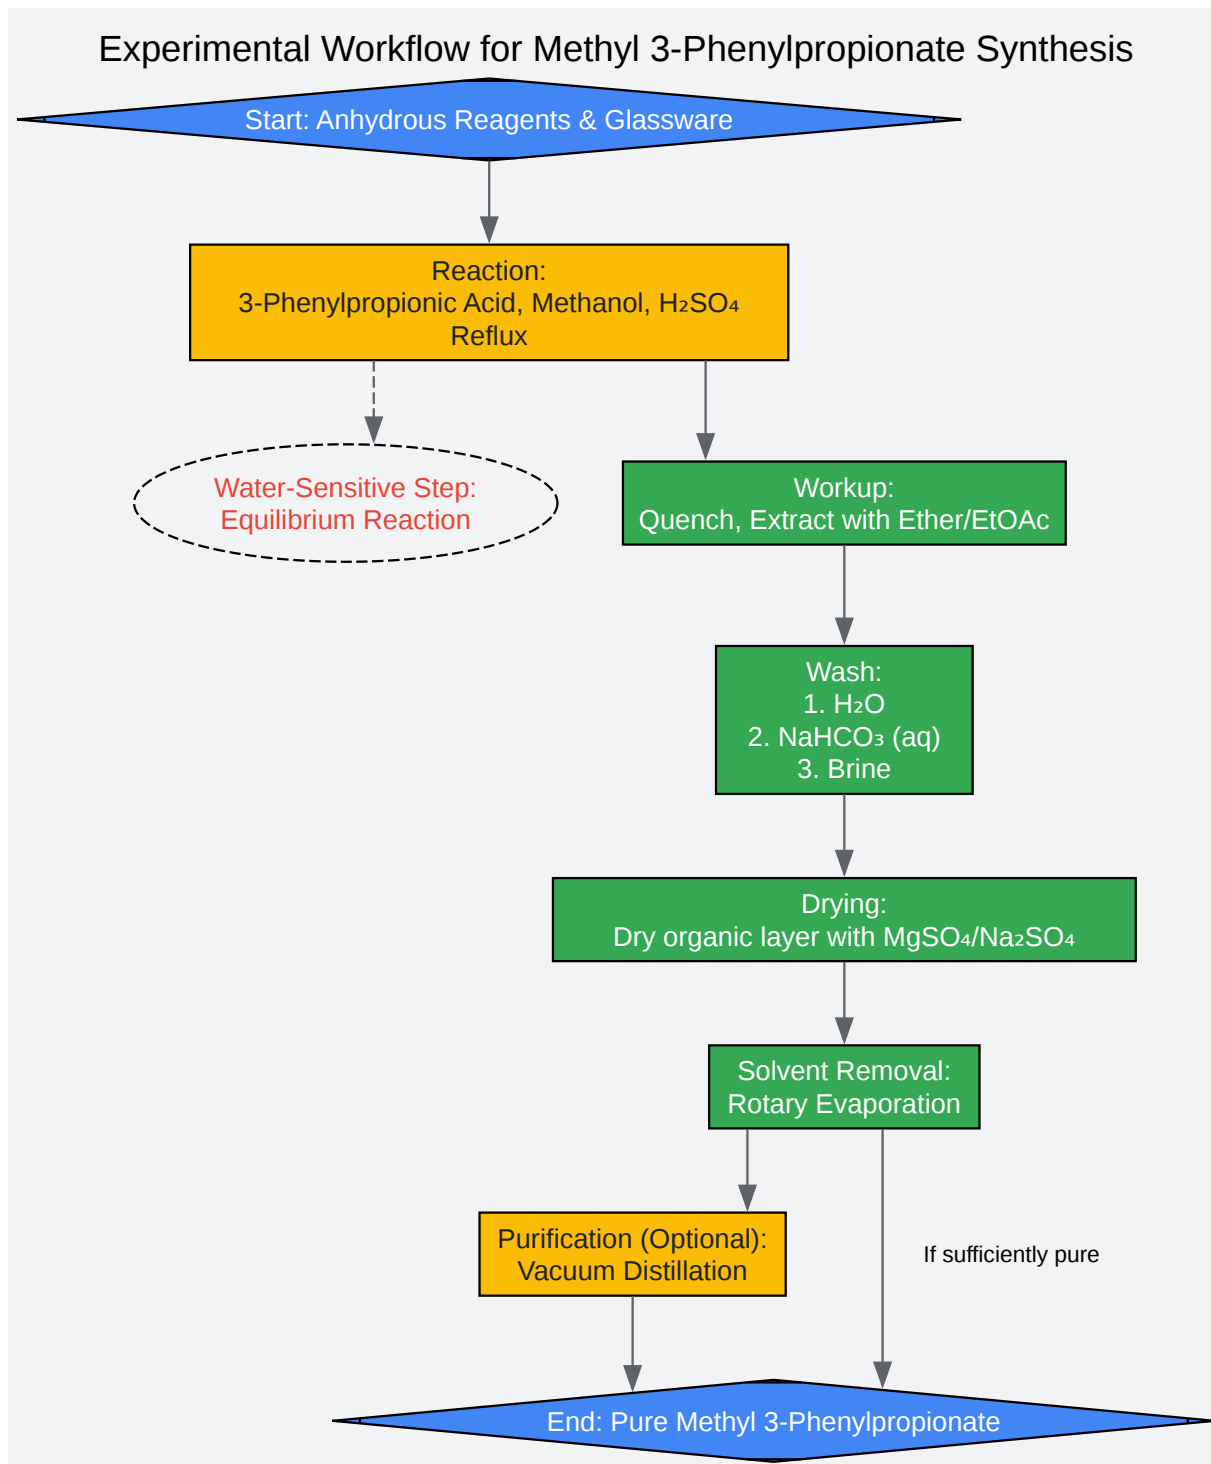 Experimental Workflow for Methyl 3-Phenylpropionate Synthesis
Start: Anhydrous Reagents & Glassware
Reaction:
3-Phenylpropionic Acid, Methanol, H₂SO₄
Reflux
Water-Sensitive Step:
Equilibrium Reaction
Workup:
Quench, Extract with Ether/EtOAc
Wash:
1. H₂O
2. NaHCO₃ (aq)
3. Brine
Drying:
Dry organic layer with MgSO₄/Na₂SO₄
Solvent Removal:
Rotary Evaporation
Purification (Optional):
Vacuum Distillation
If sufficiently pure
End: Pure Methyl 3-Phenylpropionate